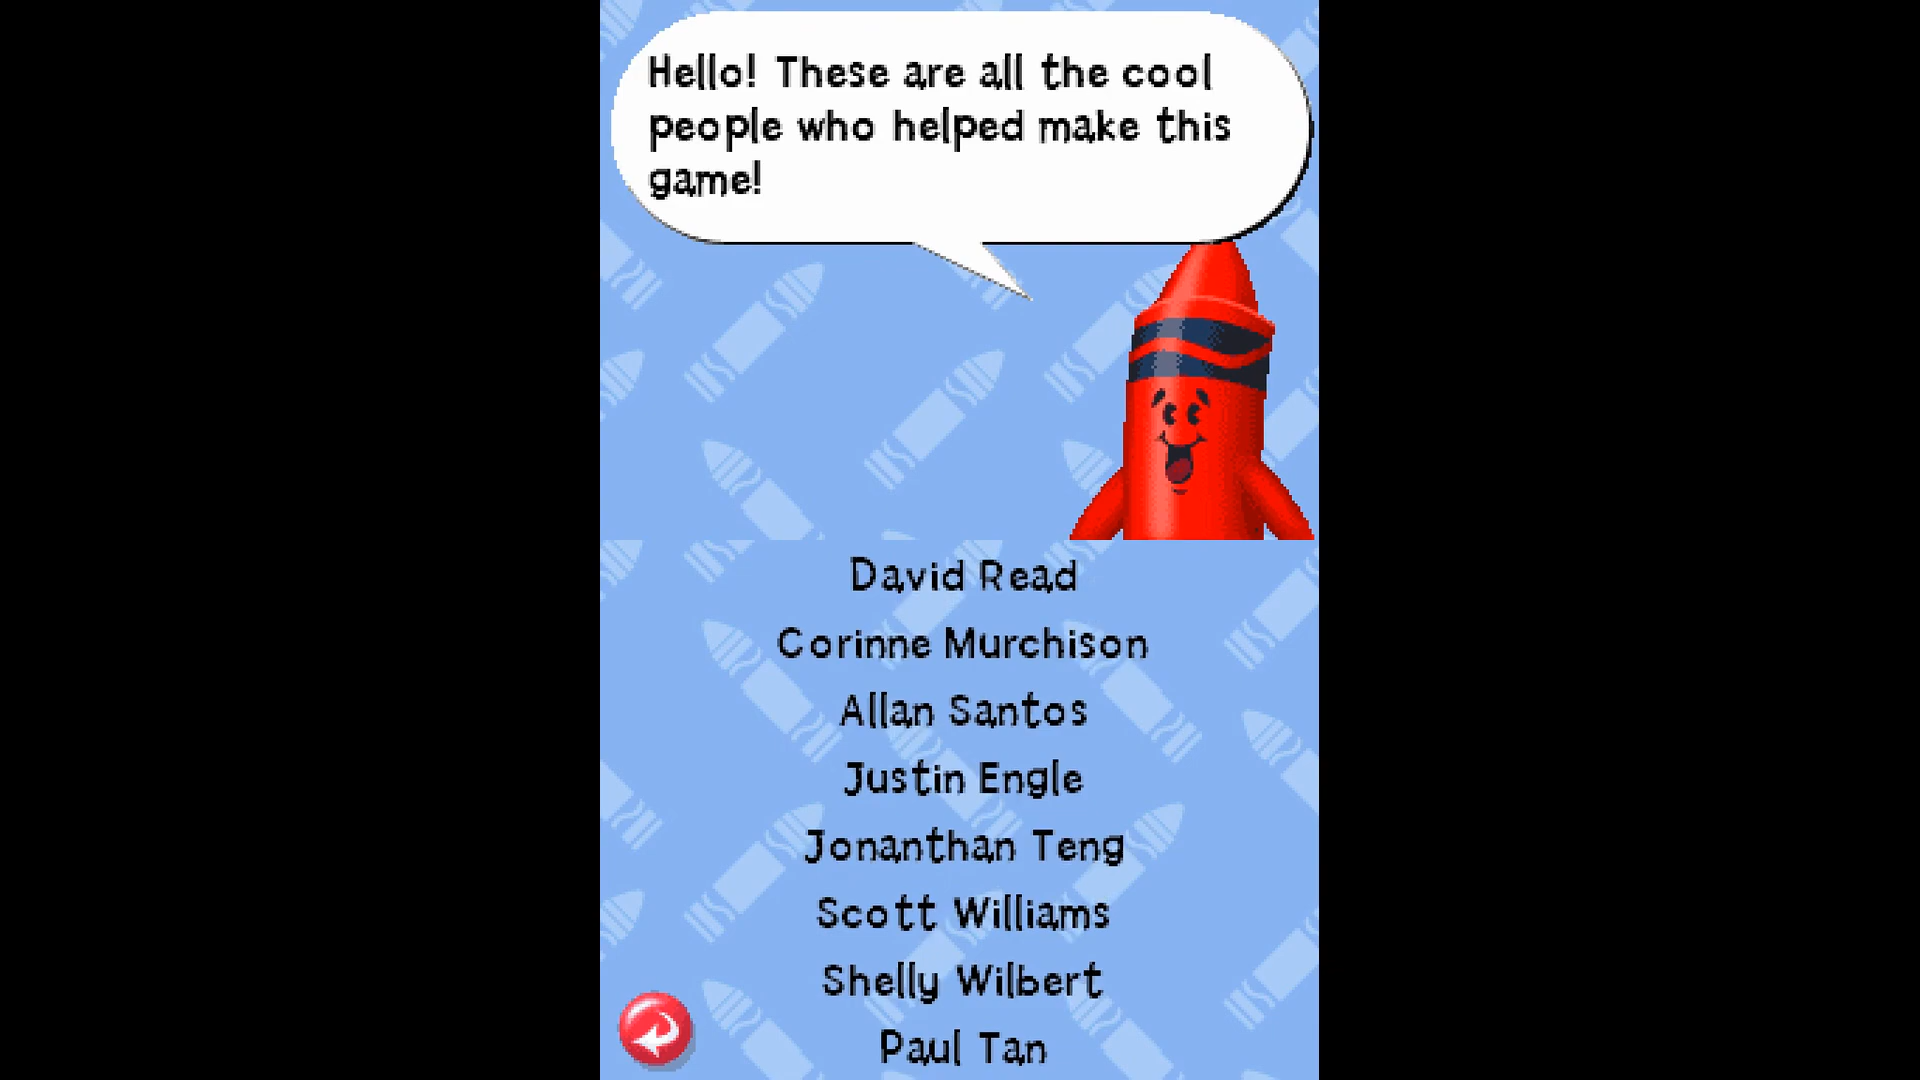 Hello! These are all the cool
people who helped make this
game!
David Read
Corinne Murchison
Allan Santos
Justin Engle
Jonanthan Teng
Scott Williams
Shelly Wilbert
Paul Tan